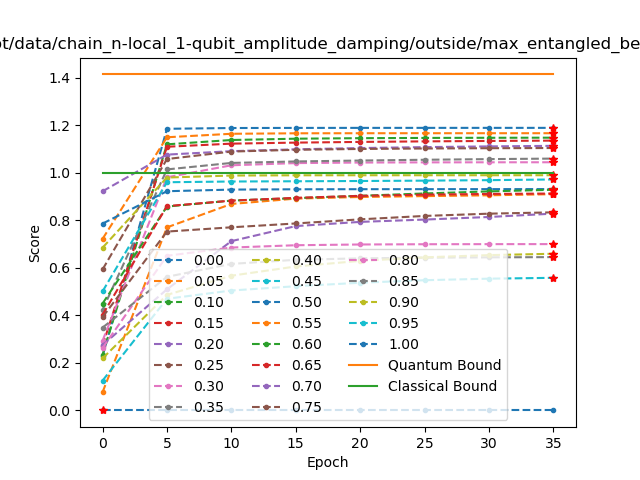 ot/data/chain_n-local_1-qubit_amplitude_damping/outside/max_entangled_be
1.4
1.2
1.0
0.8
0.6
0.4
0.2
0.0
Score
0.00 0.40 0.80
0.05 0.45 0.85
0.10 0.50 0.90
0.15 0.55 0.95
0.20 0.60 1.00
0.25 0.65 Quantum Bound
0.30 0.70 Classical Bound
0.35 0.75
0 5 10 15 20 25 30 35
Epoch